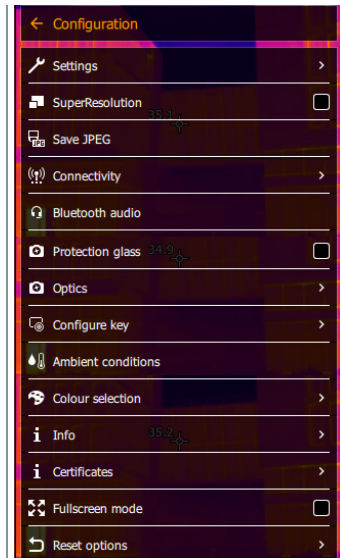 Configuration
Settings
SuperResolution
35.1
JPG
Save JPEG
Connectivity
Bluetooth audio
Protection glass 34.9
Optics
Configure key
Ambient conditions
Colour selection
Info 35.2
Certificates
Fullscreen mode
Reset options